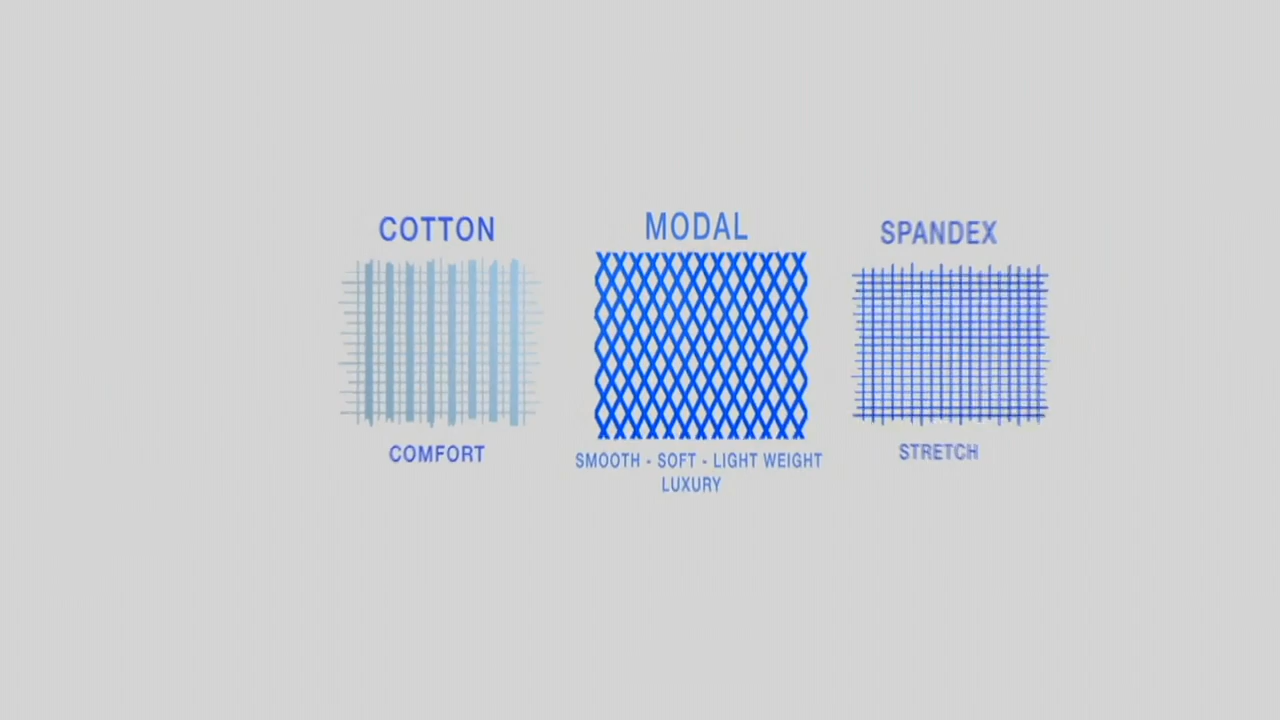 COTTON
MODAL
SPANDEX
COMFORT
SMOOTH - SOFT - LIGHT WEIGHT
LUXURY
STRETCH